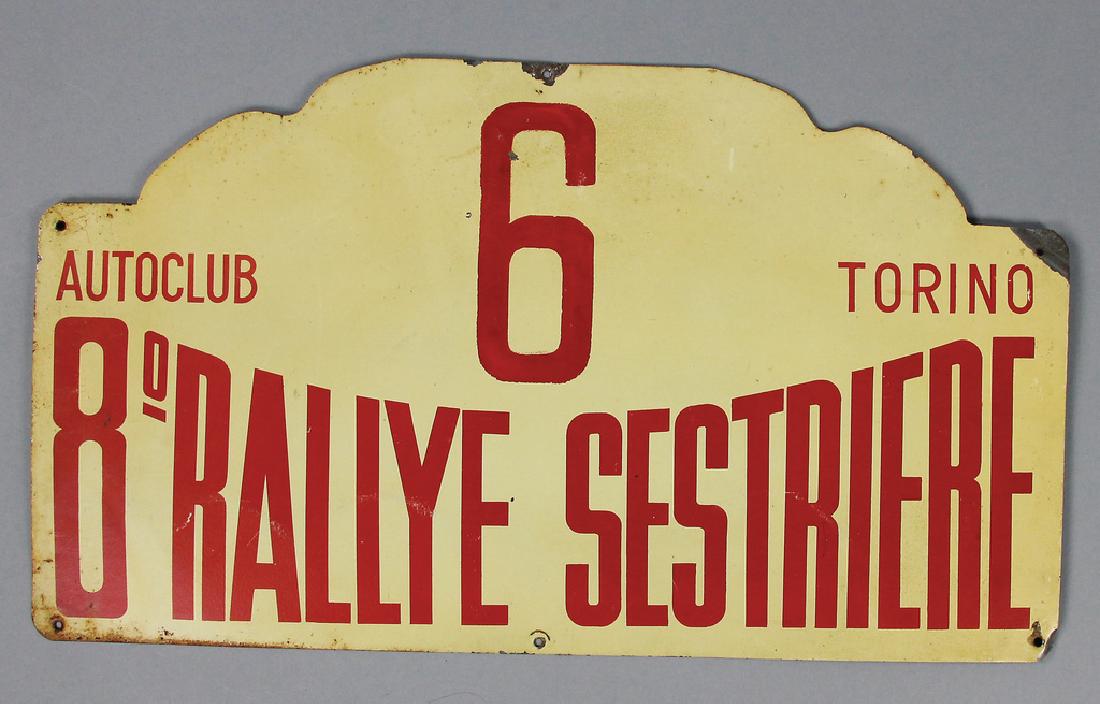 6
AUTOCLUB TORINO
8º RALLYE SESTRIERE